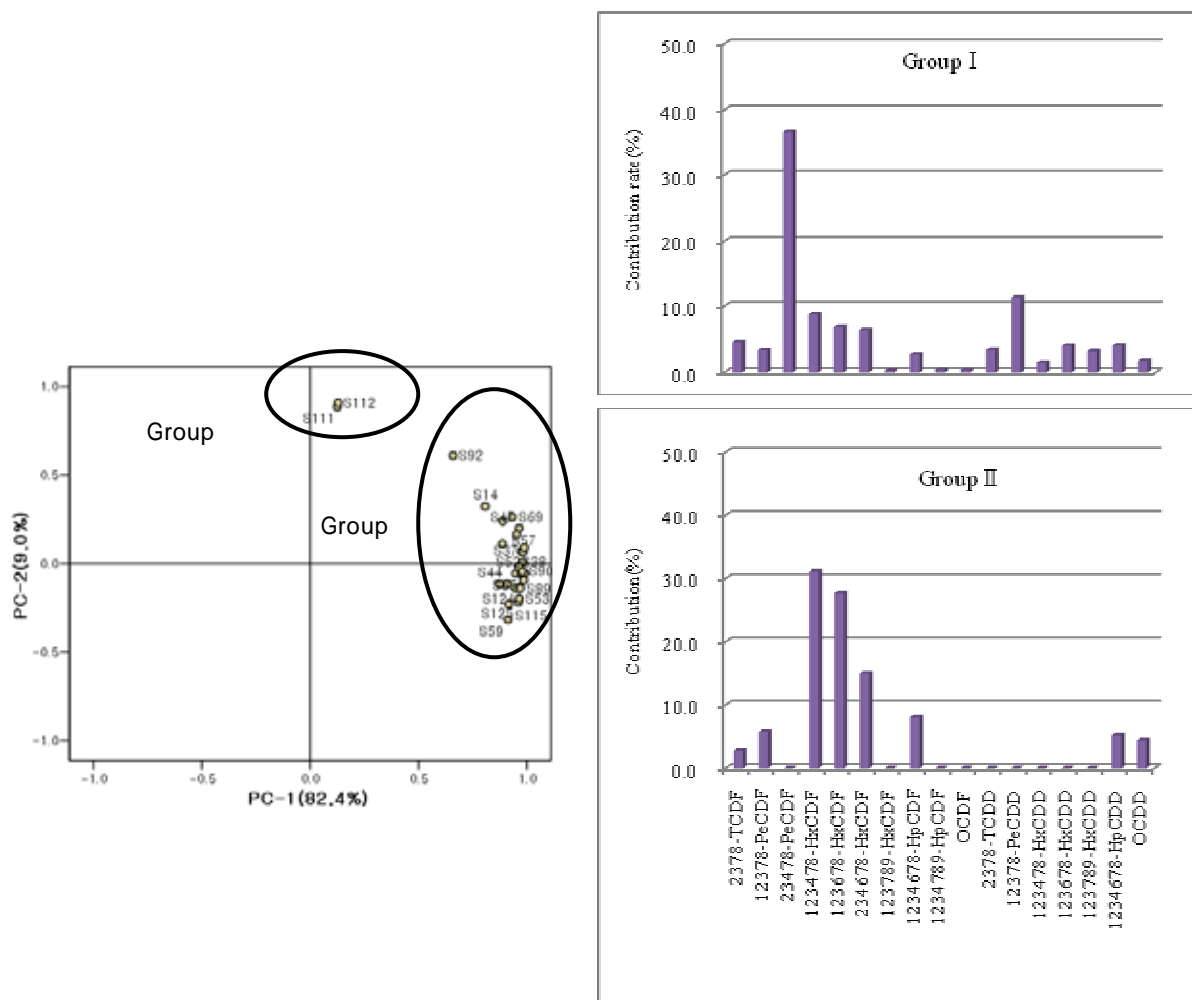 1.0
0.5
0.0
-0.5
-1.0
PC-2(9.0%)
-1.0
-0.5
0.0
0.5
1.0
PC-1(82.4%)
Group
Group
S112
S111
S92
S14
S69
S57
S44
S90
S53
S115
S59
Group I
Contribution rate (%)
50.0
40.0
30.0
20.0
10.0
0.0
Group II
Contribution (%)
50.0
40.0
30.0
20.0
10.0
0.0
2378-TCDF
12378-PeCDF
23478-PeCDF
123478-HxCDF
123678-HxCDF
234678-HxCDF
123789-HxCDF
1234678-HpCDF
1234789-HpCDF
OCDF
2378-TCDD
12378-PeCDD
123478-HxCDD
123678-HxCDD
123789-HxCDD
1234678-HpCDD
OCDD